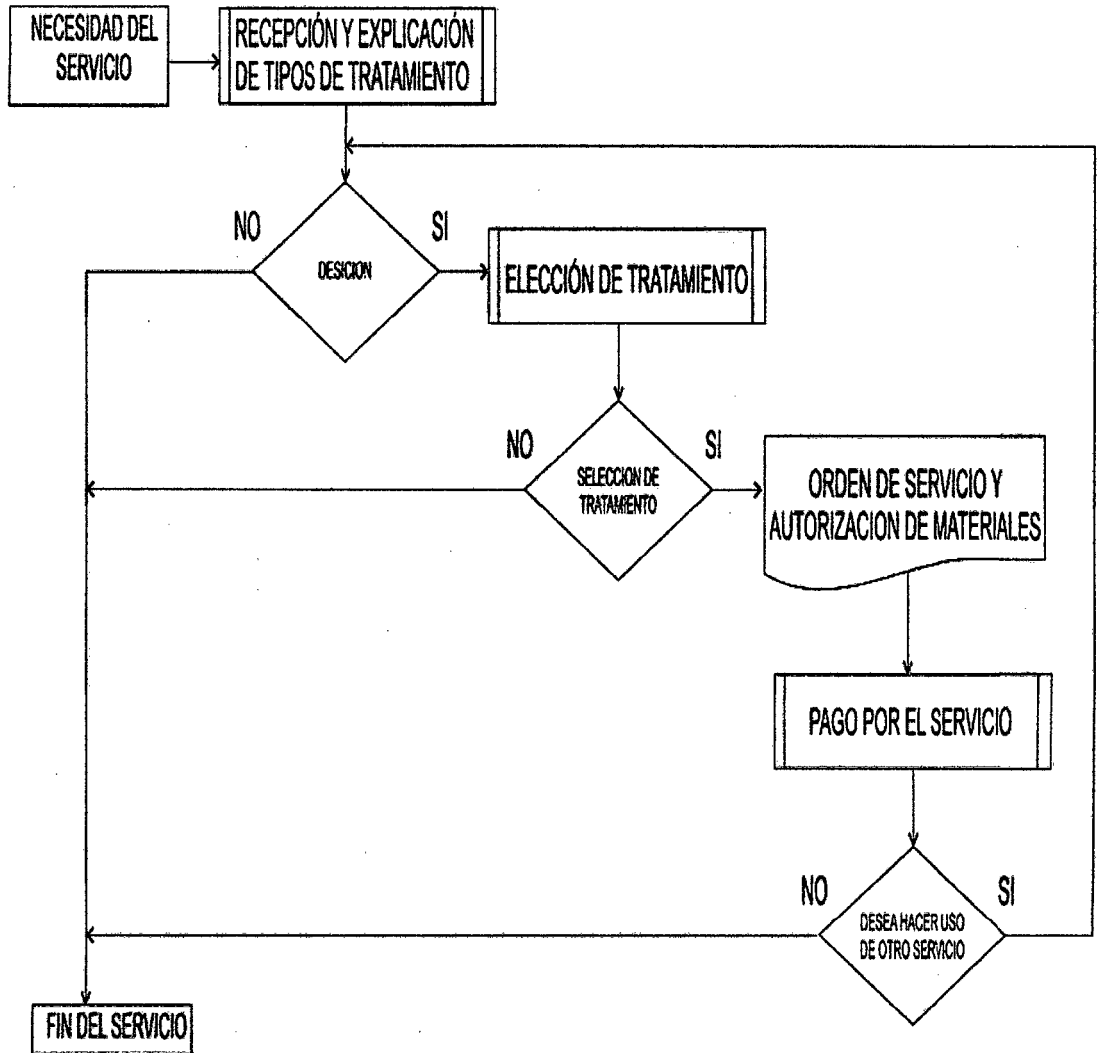 NECESIDAD DEL
SERVICIO
RECEPCIÓN Y EXPLICACIÓN
DE TIPOS DE TRATAMIENTO
NO
SI
DESICION
ELECCIÓN DE TRATAMIENTO
NO
SI
SELECCION DE
TRATAMIENTO
ORDEN DE SERVICIO Y
AUTORIZACION DE MATERIALES
PAGO POR EL SERVICIO
NO
SI
DESEA HACER USO
DE OTRO SERVICIO
FIN DEL SERVICIO